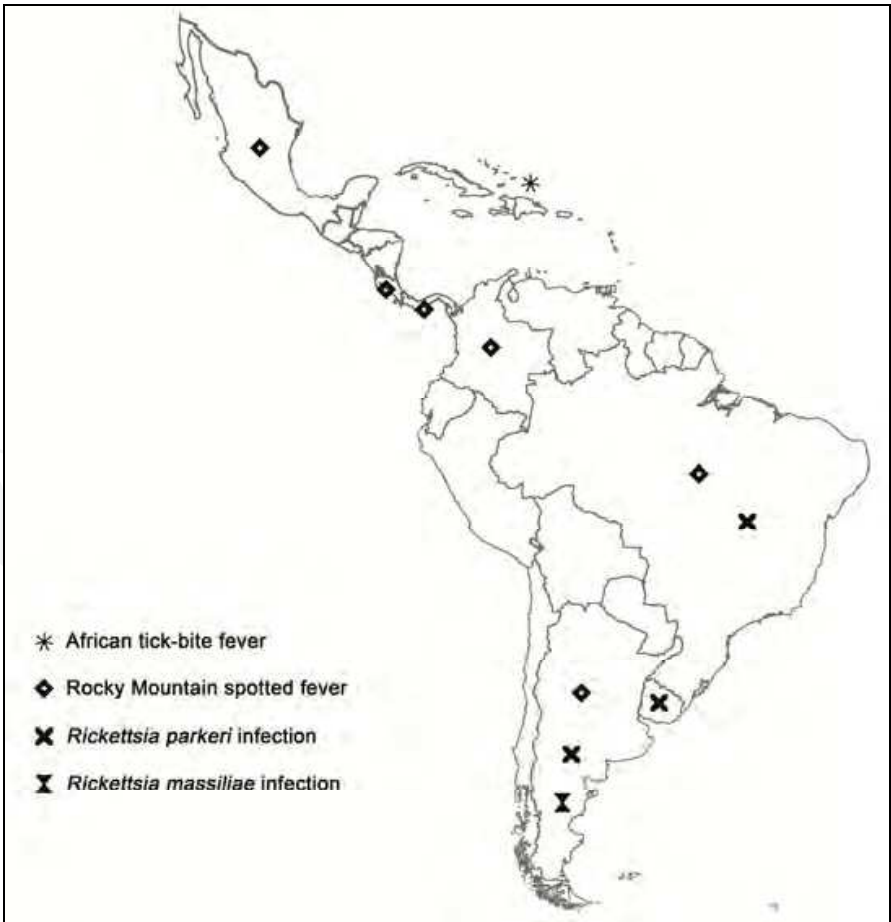 African tick-bite fever
Rocky Mountain spotted fever
Rickettsia parkeri infection
Rickettsia massiliae infection